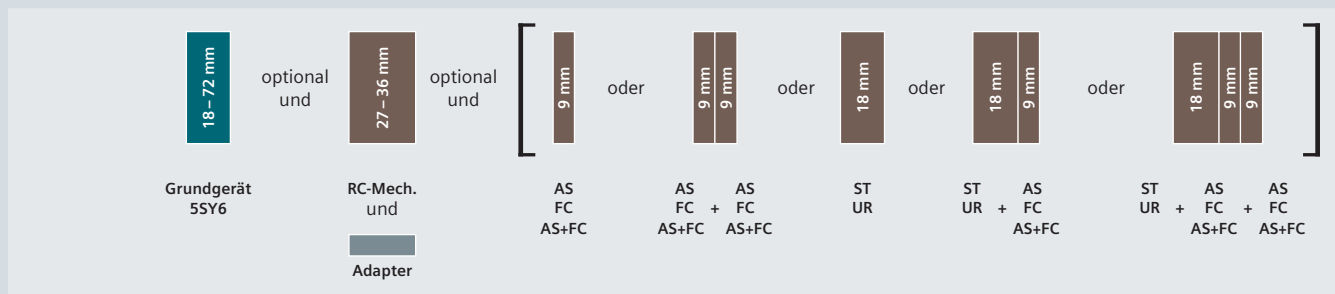 18–72 mm
optional
und
27–36 mm
optional
und
9 mm
oder
9 mm
9 mm
oder
18 mm
oder
18 mm
9 mm
oder
18 mm
9 mm
9 mm
Grundgerät
5SY6
RC-Mech.
und
Adapter
AS
FC
AS+FC
AS AS
FC + FC
AS+FC AS+FC
ST
UR
ST AS
UR + FC
AS+FC
ST AS AS
UR + FC + FC
AS+FC AS+FC